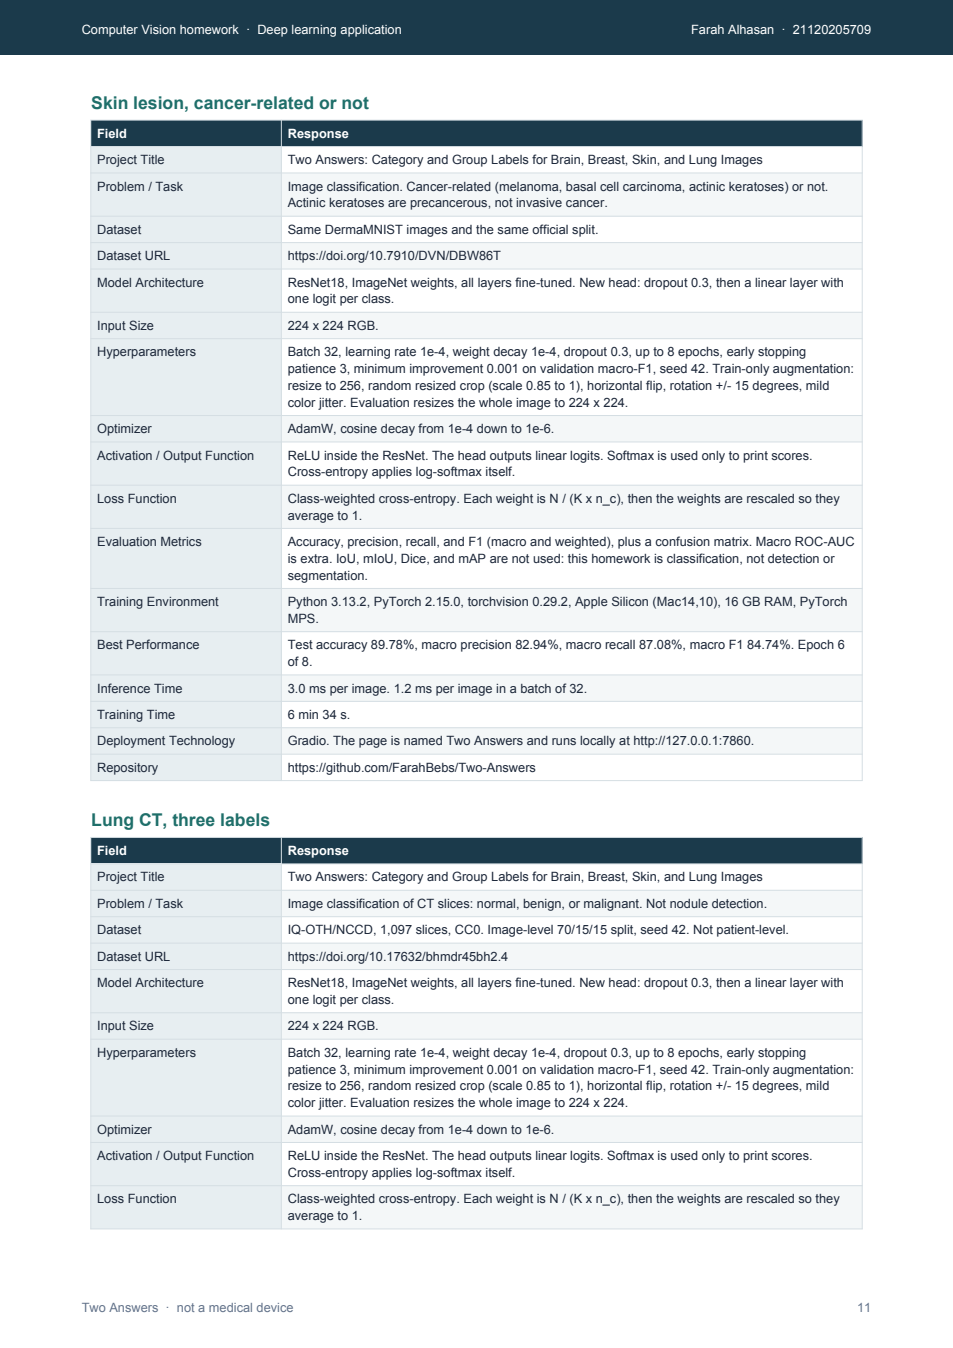 Computer Vision homework · Deep learning application
Farah Alhasan · 21120205709
Skin lesion, cancer-related or not
Field Response
Project Title Two Answers: Category and Group Labels for Brain, Breast, Skin, and Lung Images
Problem / Task Image classification. Cancer-related (melanoma, basal cell carcinoma, actinic keratoses) or not.
Actinic keratoses are precancerous, not invasive cancer.
Dataset Same DermaMNIST images and the same official split.
Dataset URL https://doi.org/10.7910/DVN/DBW86T
Model Architecture ResNet18, ImageNet weights, all layers fine-tuned. New head: dropout 0.3, then a linear layer with
one logit per class.
Input Size 224 x 224 RGB.
Hyperparameters Batch 32, learning rate 1e-4, weight decay 1e-4, dropout 0.3, up to 8 epochs, early stopping
patience 3, minimum improvement 0.001 on validation macro-F1, seed 42. Train-only augmentation:
resize to 256, random resized crop (scale 0.85 to 1), horizontal flip, rotation +/- 15 degrees, mild
color jitter. Evaluation resizes the whole image to 224 x 224.
Optimizer AdamW, cosine decay from 1e-4 down to 1e-6.
Activation / Output Function ReLU inside the ResNet. The head outputs linear logits. Softmax is used only to print scores.
Cross-entropy applies log-softmax itself.
Loss Function Class-weighted cross-entropy. Each weight is N / (K x n_c), then the weights are rescaled so they
average to 1.
Evaluation Metrics Accuracy, precision, recall, and F1 (macro and weighted), plus a confusion matrix. Macro ROC-AUC
is extra. IoU, mIoU, Dice, and mAP are not used: this homework is classification, not detection or
segmentation.
Training Environment Python 3.13.2, PyTorch 2.15.0, torchvision 0.29.2, Apple Silicon (Mac14,10), 16 GB RAM, PyTorch
MPS.
Best Performance Test accuracy 89.78%, macro precision 82.94%, macro recall 87.08%, macro F1 84.74%. Epoch 6
of 8.
Inference Time 3.0 ms per image. 1.2 ms per image in a batch of 32.
Training Time 6 min 34 s.
Deployment Technology Gradio. The page is named Two Answers and runs locally at http://127.0.0.1:7860.
Repository https://github.com/FarahBebs/Two-Answers
Lung CT, three labels
Field Response
Project Title Two Answers: Category and Group Labels for Brain, Breast, Skin, and Lung Images
Problem / Task Image classification of CT slices: normal, benign, or malignant. Not nodule detection.
Dataset IQ-OTH/NCCD, 1,097 slices, CC0. Image-level 70/15/15 split, seed 42. Not patient-level.
Dataset URL https://doi.org/10.17632/bhmdr45bh2.4
Model Architecture ResNet18, ImageNet weights, all layers fine-tuned. New head: dropout 0.3, then a linear layer with
one logit per class.
Input Size 224 x 224 RGB.
Hyperparameters Batch 32, learning rate 1e-4, weight decay 1e-4, dropout 0.3, up to 8 epochs, early stopping
patience 3, minimum improvement 0.001 on validation macro-F1, seed 42. Train-only augmentation:
resize to 256, random resized crop (scale 0.85 to 1), horizontal flip, rotation +/- 15 degrees, mild
color jitter. Evaluation resizes the whole image to 224 x 224.
Optimizer AdamW, cosine decay from 1e-4 down to 1e-6.
Activation / Output Function ReLU inside the ResNet. The head outputs linear logits. Softmax is used only to print scores.
Cross-entropy applies log-softmax itself.
Loss Function Class-weighted cross-entropy. Each weight is N / (K x n_c), then the weights are rescaled so they
average to 1.
Two Answers · not a medical device
11